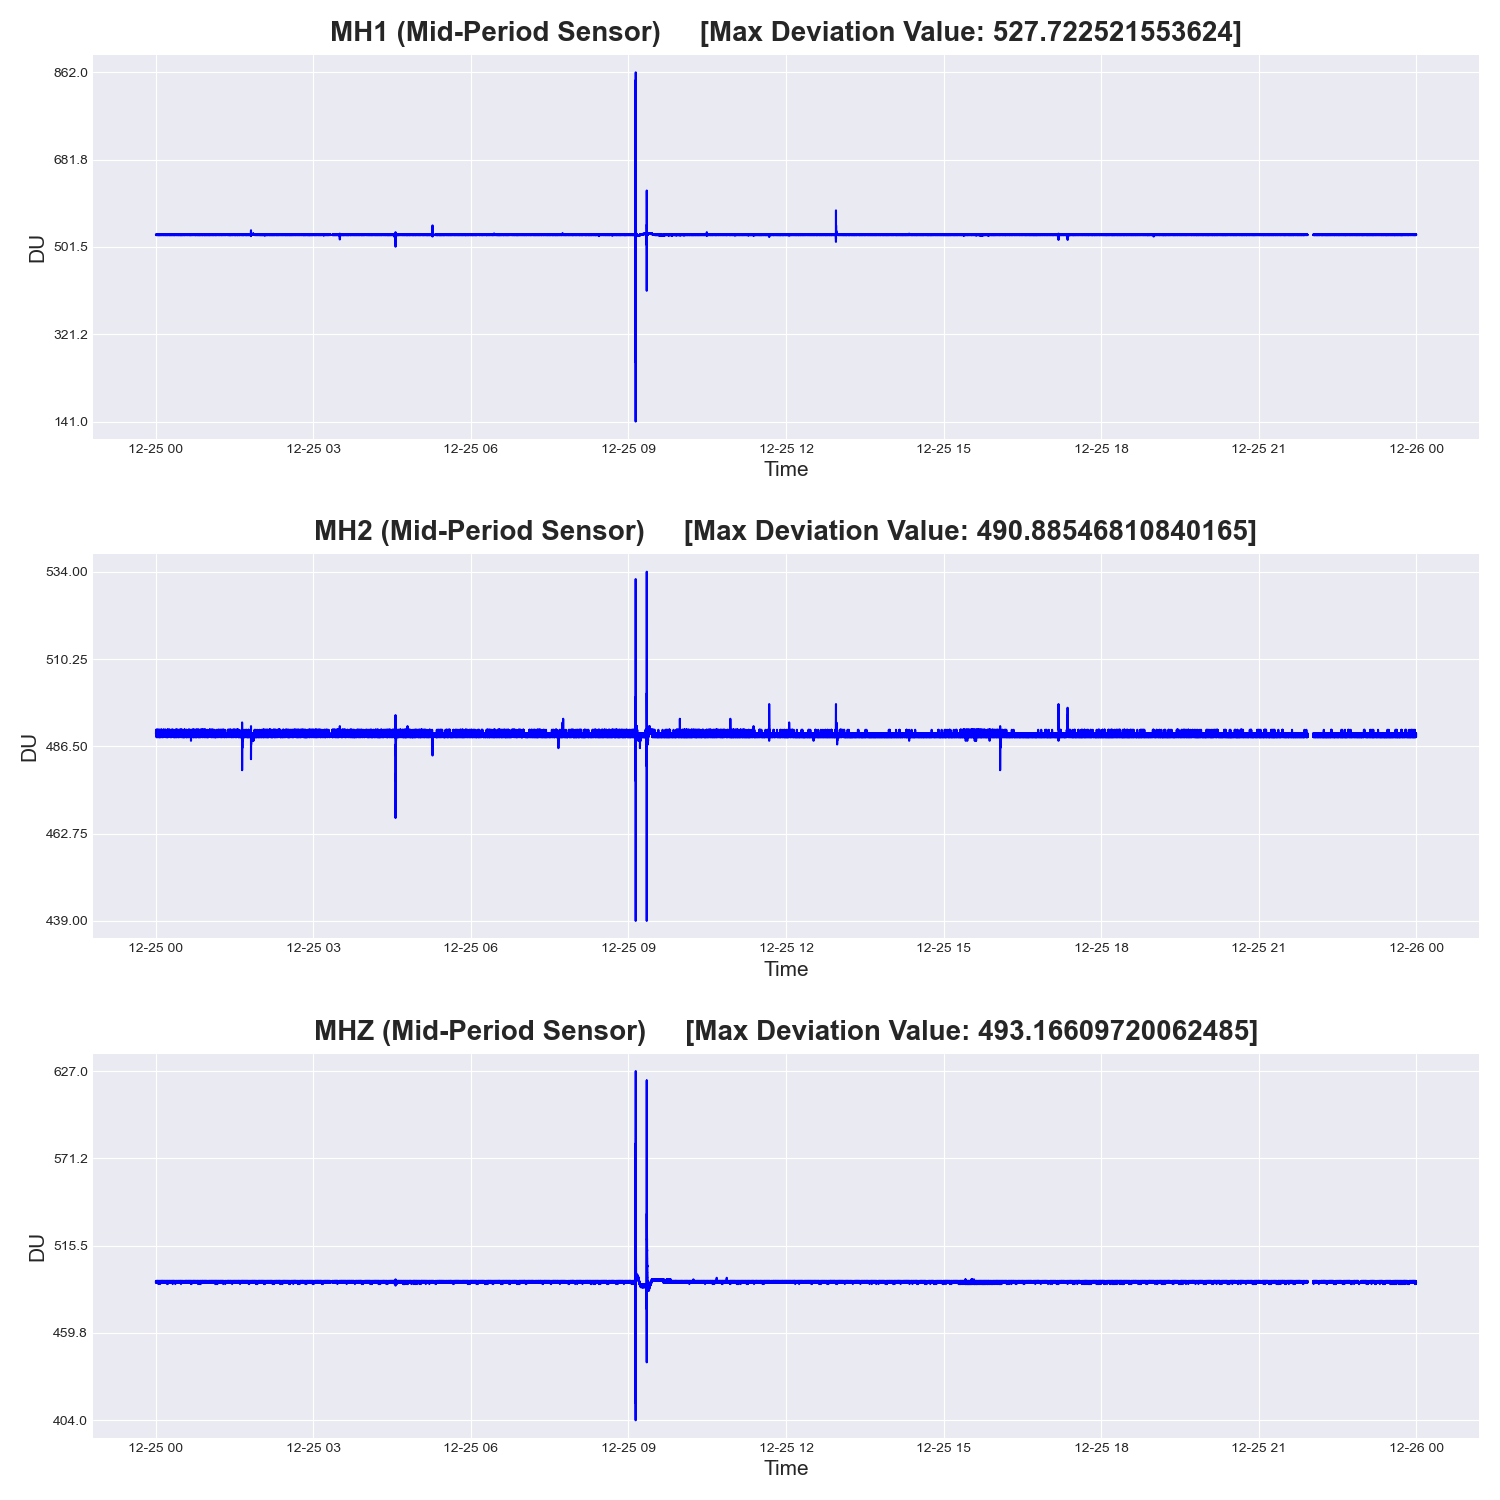 MH1 (Mid-Period Sensor) [Max Deviation Value: 527.722521553624]
862.0
681.8
501.5
321.2
141.0
DU
12-25 00 12-25 03 12-25 06 12-25 09 12-25 12 12-25 15 12-25 18 12-25 21 12-26 00
Time
MH2 (Mid-Period Sensor) [Max Deviation Value: 490.88546810840165]
534.00
510.25
486.50
462.75
439.00
DU
12-25 00 12-25 03 12-25 06 12-25 09 12-25 12 12-25 15 12-25 18 12-25 21 12-26 00
Time
MHZ (Mid-Period Sensor) [Max Deviation Value: 493.16609720062485]
627.0
571.2
515.5
459.8
404.0
DU
12-25 00 12-25 03 12-25 06 12-25 09 12-25 12 12-25 15 12-25 18 12-25 21 12-26 00
Time